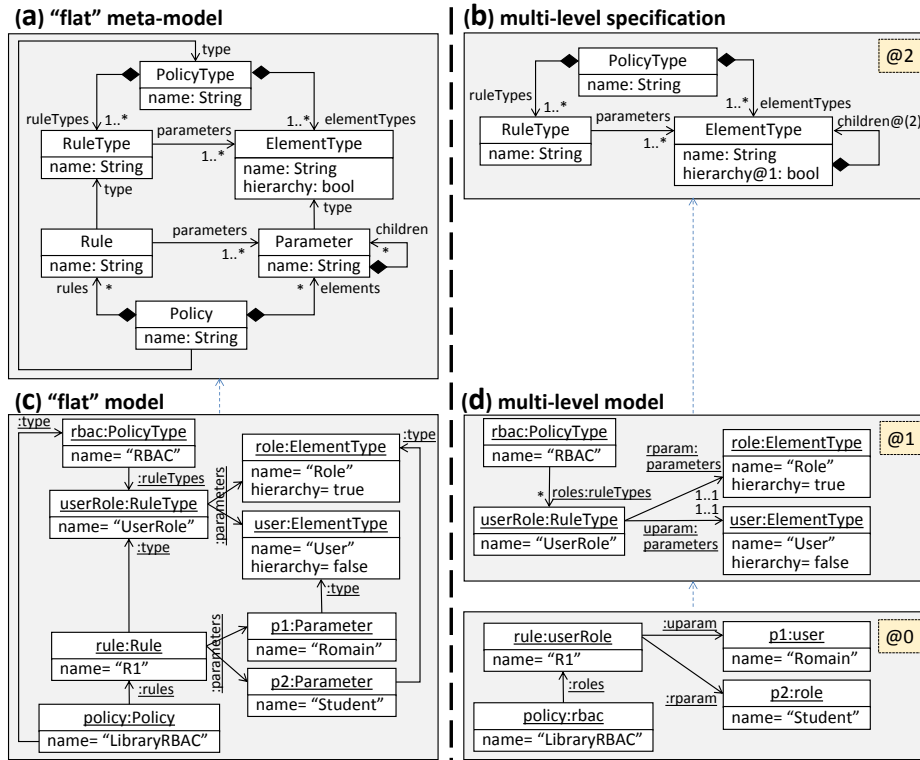 (a) “flat” meta-model
type
PolicyType
name: String
ruleTypes
1..*
1..*
elementTypes
RuleType
name: String
parameters
1..*
ElementType
name: String
hierarchy: bool
type
type
Rule
name: String
parameters
1..*
Parameter
name: String
children
*
rules
*
*
elements
Policy
name: String
(b) multi-level specification
@2
PolicyType
name: String
ruleTypes
1..*
1..*
elementTypes
RuleType
name: String
parameters
1..*
ElementType
name: String
hierarchy@1: bool
children@(2)
(c) “flat” model
:type
rbac:PolicyType
name= “RBAC”
:type
:ruleTypes
role:ElementType
name= “Role”
hierarchy= true
userRole:RuleType
name= “UserRole”
:parameters
user:ElementType
name= “User”
hierarchy= false
:type
:type
rule:Rule
name= “R1”
:parameters
p1:Parameter
name= “Romain”
p2:Parameter
name= “Student”
:rules
policy:Policy
name= “LibraryRBAC”
(d) multi-level model
@1
rbac:PolicyType
name= “RBAC”
rparam:
parameters
role:ElementType
name= “Role”
hierarchy= true
*
roles:ruleTypes
1..1
1..1
userRole:RuleType
name= “UserRole”
uparam:
parameters
user:ElementType
name= “User”
hierarchy= false
@0
rule:userRole
name= “R1”
:uparam
p1:user
name= “Romain”
:roles
:rparam
p2:role
name= “Student”
policy:rbac
name= “LibraryRBAC”